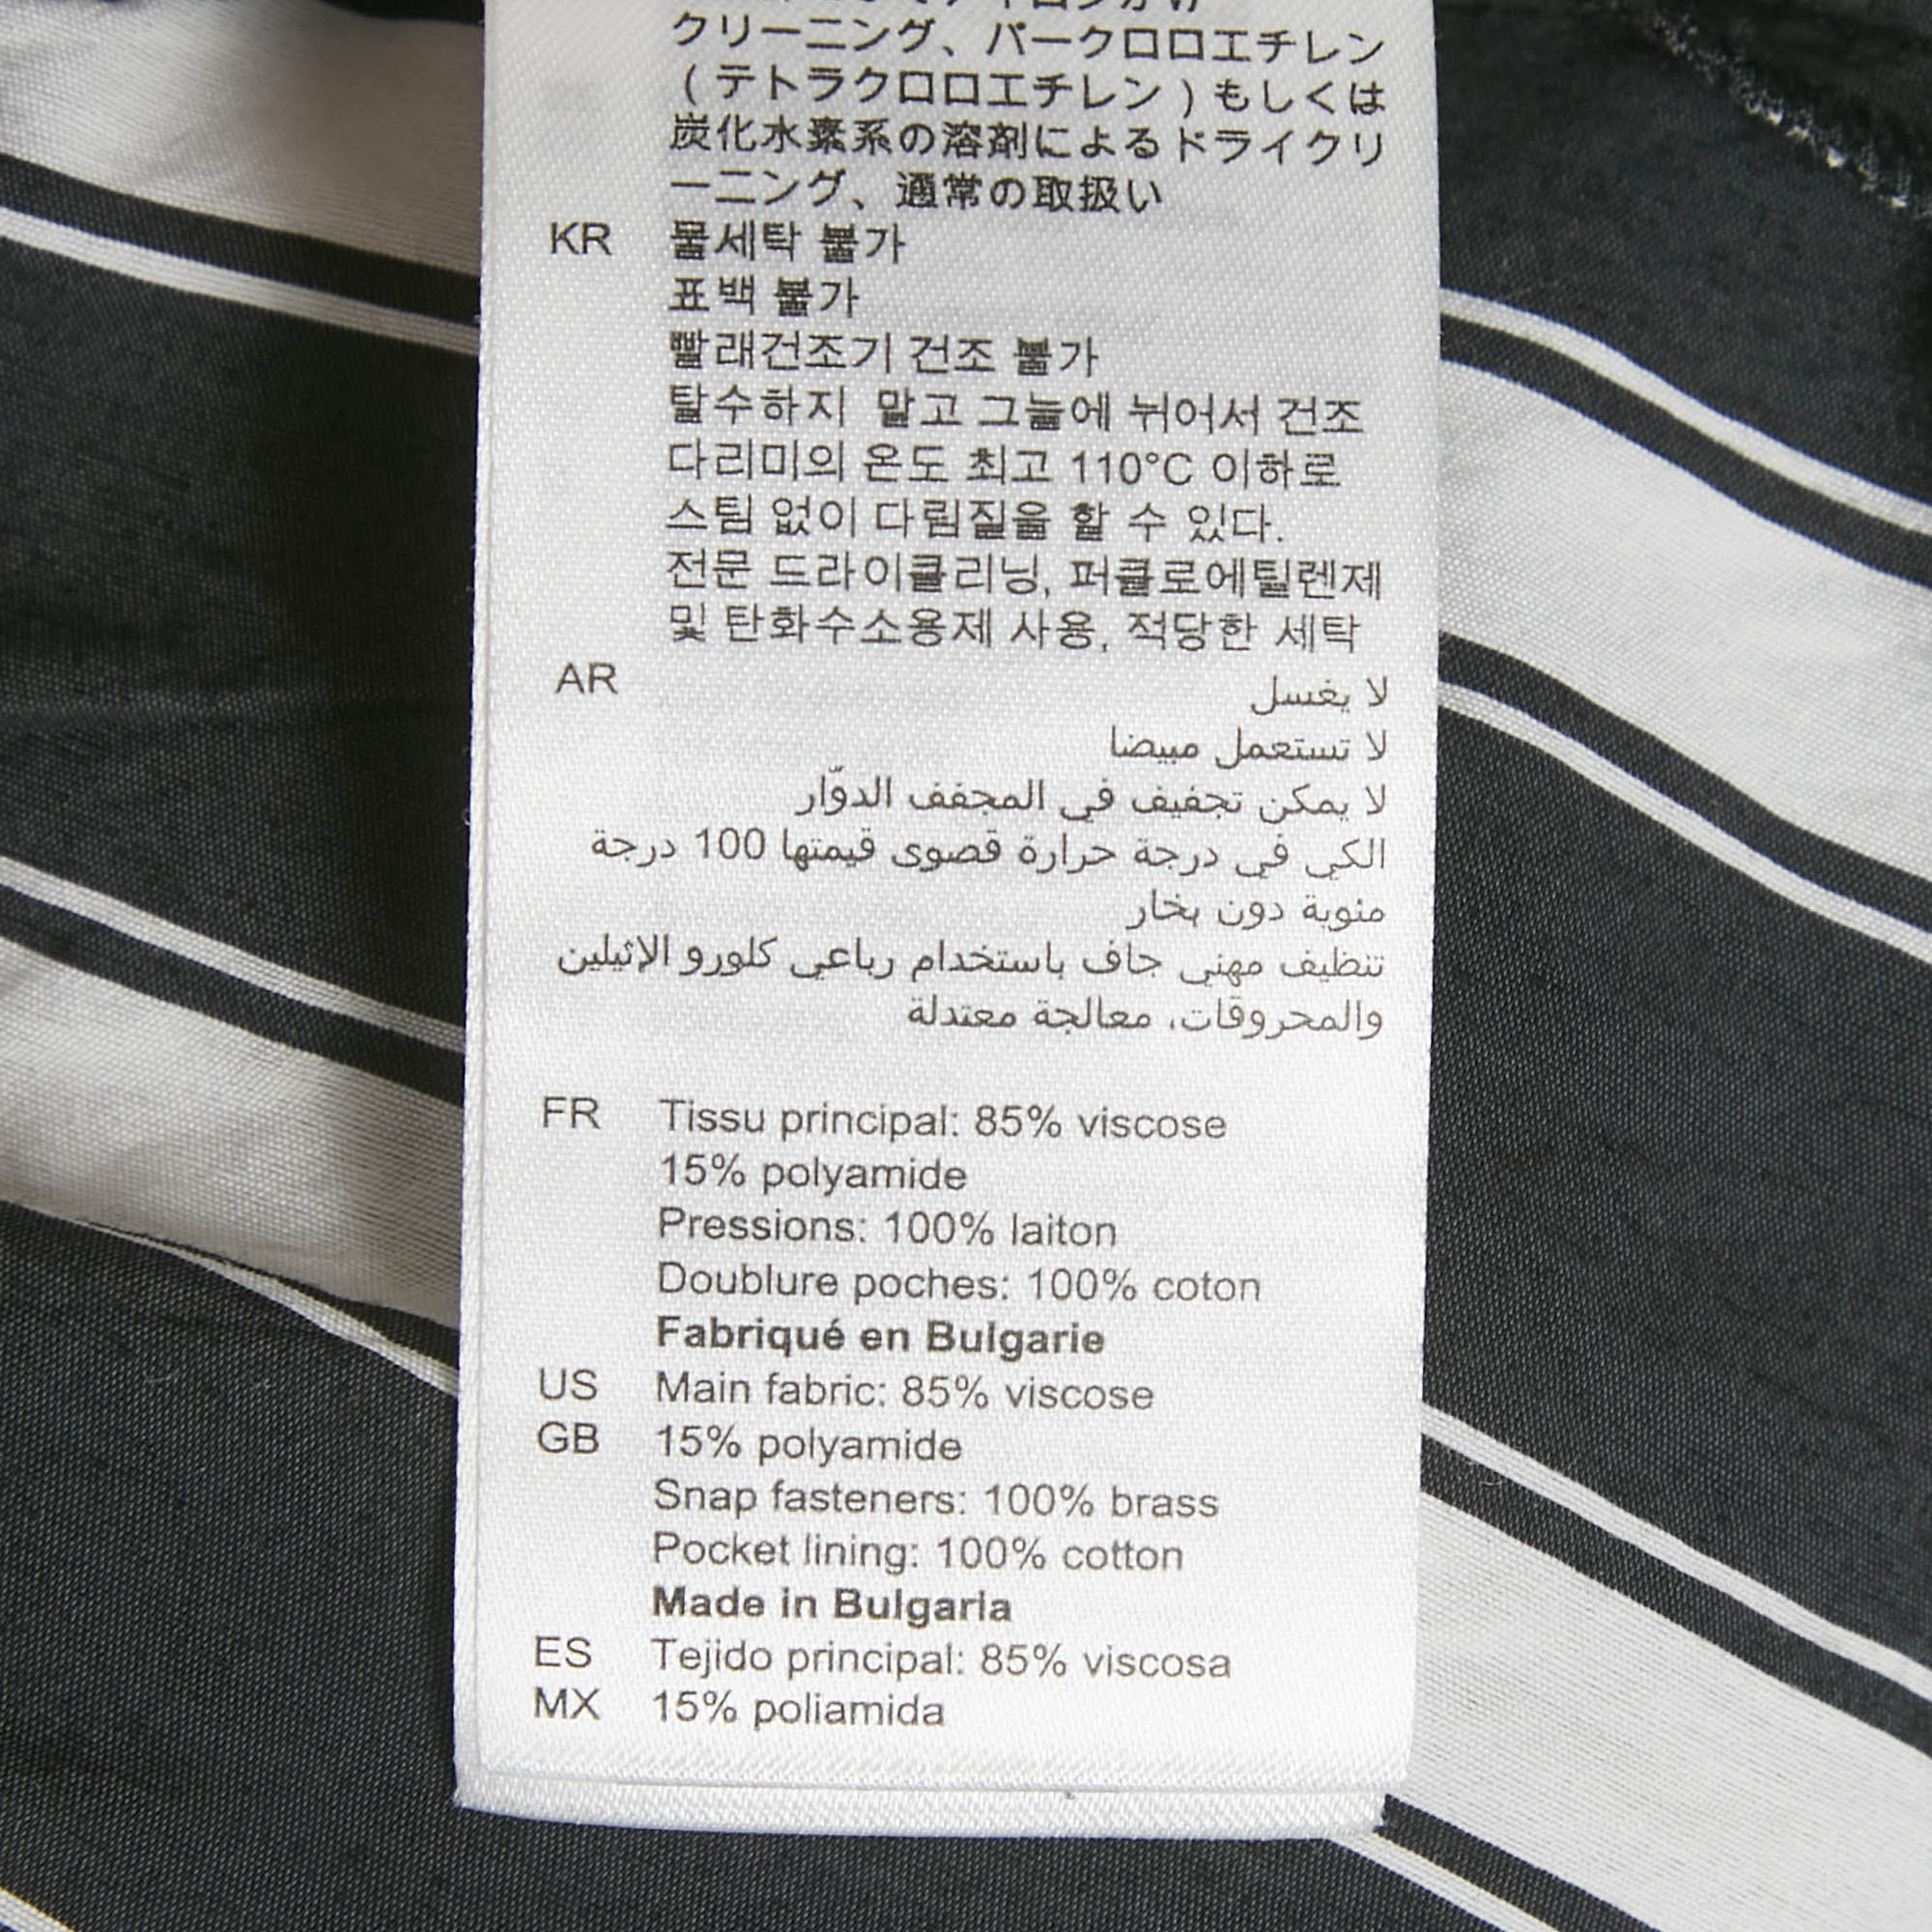 クリーニング、パークロロエチレン
(テトラクロロエチレン)もしくは
炭化水素系の溶剤によるドライクリ
ーニング、通常の取扱い
KR 물세탁 불가
표백 불가
빨래건조기 건조 불가
탈수하지 말고 그늘에 뉘어서 건조
다리미의 온도 최고 110°C 이하로
스팀 없이 다림질을 할 수 있다.
전문 드라이클리닝, 퍼클로에틸렌제
및 탄화수소용제 사용, 적당한 세탁
AR لا يغسل
لا تستعمل مبيضا
لا يمكن تجفيف في المجفف الدوّار
الكي في درجة حرارة قصوى قيمتها 100 درجة
مئوية دون بخار
تنظيف مهني جاف باستخدام رباعي كلورو الإثيلين
والمحروقات، معالجة معتدلة
FR Tissu principal: 85% viscose
15% polyamide
Pressions: 100% laiton
Doublure poches: 100% coton
Fabriqué en Bulgarie
US Main fabric: 85% viscose
GB 15% polyamide
Snap fasteners: 100% brass
Pocket lining: 100% cotton
Made in Bulgaria
ES Tejido principal: 85% viscosa
MX 15% poliamida